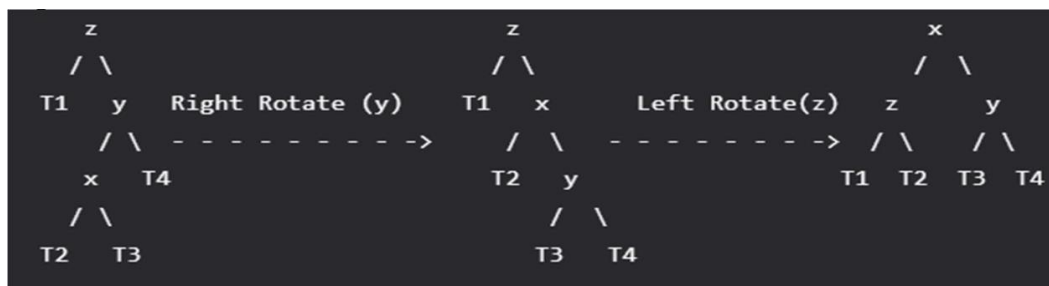 z                             z                             x
/ \                           / \                           /  \
T1   y   Right Rotate (y)    T1   x      Left Rotate(z)   z      y
/ \  - - - - - - - - ->      /  \   - - - - - - - ->  / \    / \
x   T4                      T2   y                  T1  T2  T3  T4
/ \                               /  \
T2   T3                           T3   T4